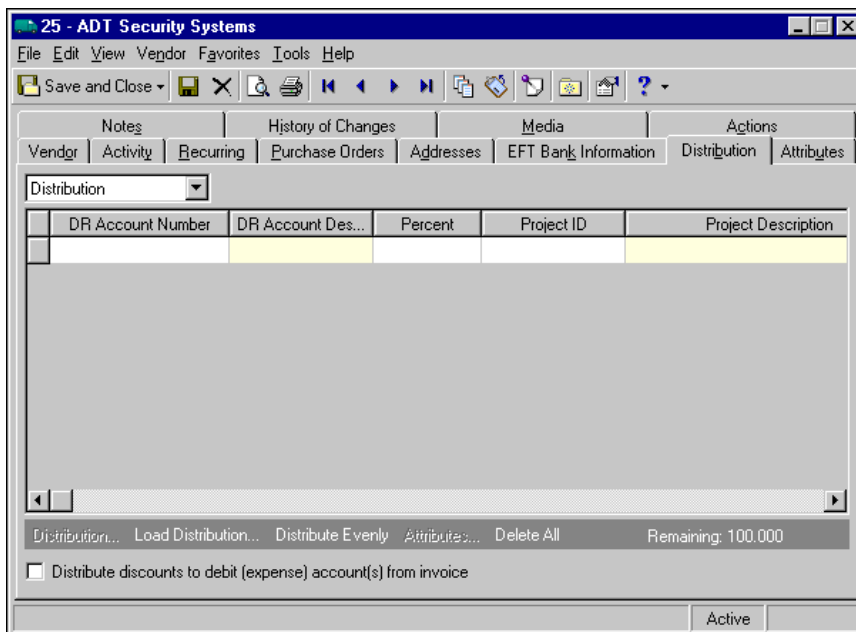 25 - ADT Security Systems
File Edit View Vendor Favorites Tools Help
Save and Close ?
Notes History of Changes Media Actions
Vendor Activity Recurring Purchase Orders Addresses EFT Bank Information Distribution Attributes
Distribution
DR Account Number DR Account Des... Percent Project ID Project Description
Distribution... Load Distribution... Distribute Evenly Attributes... Delete All Remaining: 100.000
Distribute discounts to debit (expense) account(s) from invoice
Active